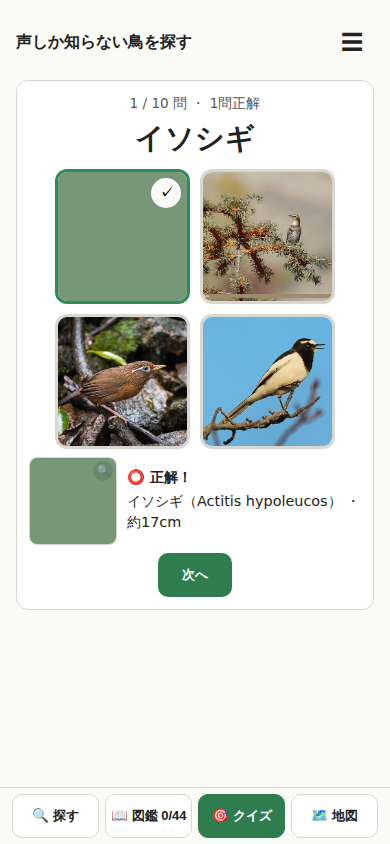 声しか知らない鳥を探す
☰
1 / 10 問 · 1問正解
イソシギ
✓
⭕ 正解！
イソシギ（Actitis hypoleucos） ·
約17cm
次へ
🔍 探す
📖 図鑑 0/44
🎯 クイズ
🗺️ 地図